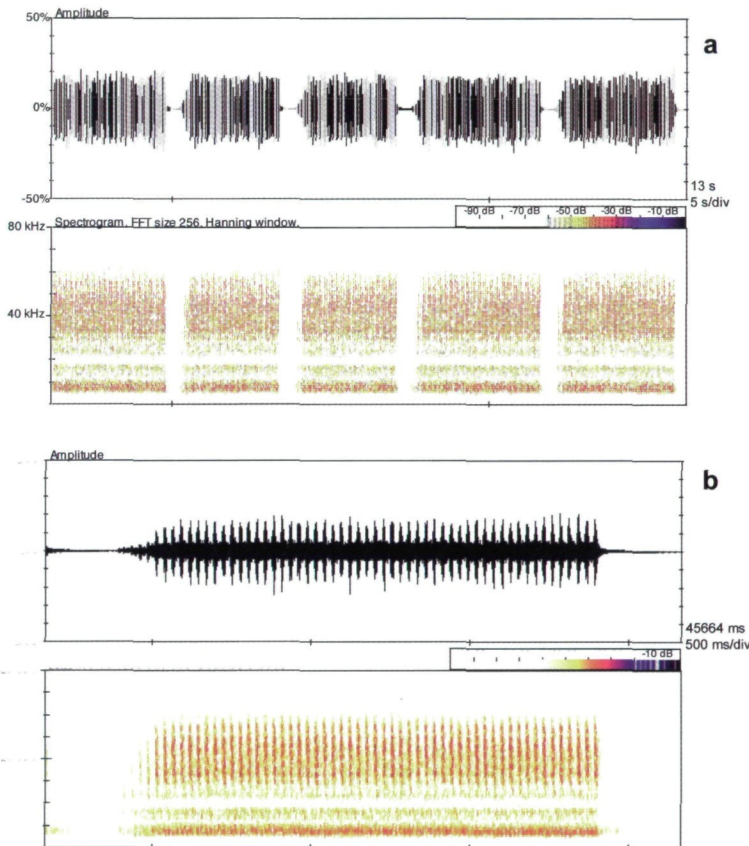 Amplitude
50%
a
0%
-50%
13 s
5 s/div
80 kHz
Spectrogram, FFT size 256, Hanning window.
-90 dB -70 dB -50 dB -30 dB -10 dB
40 kHz
Amplitude
b
45664 ms
500 ms/div
-10 dB